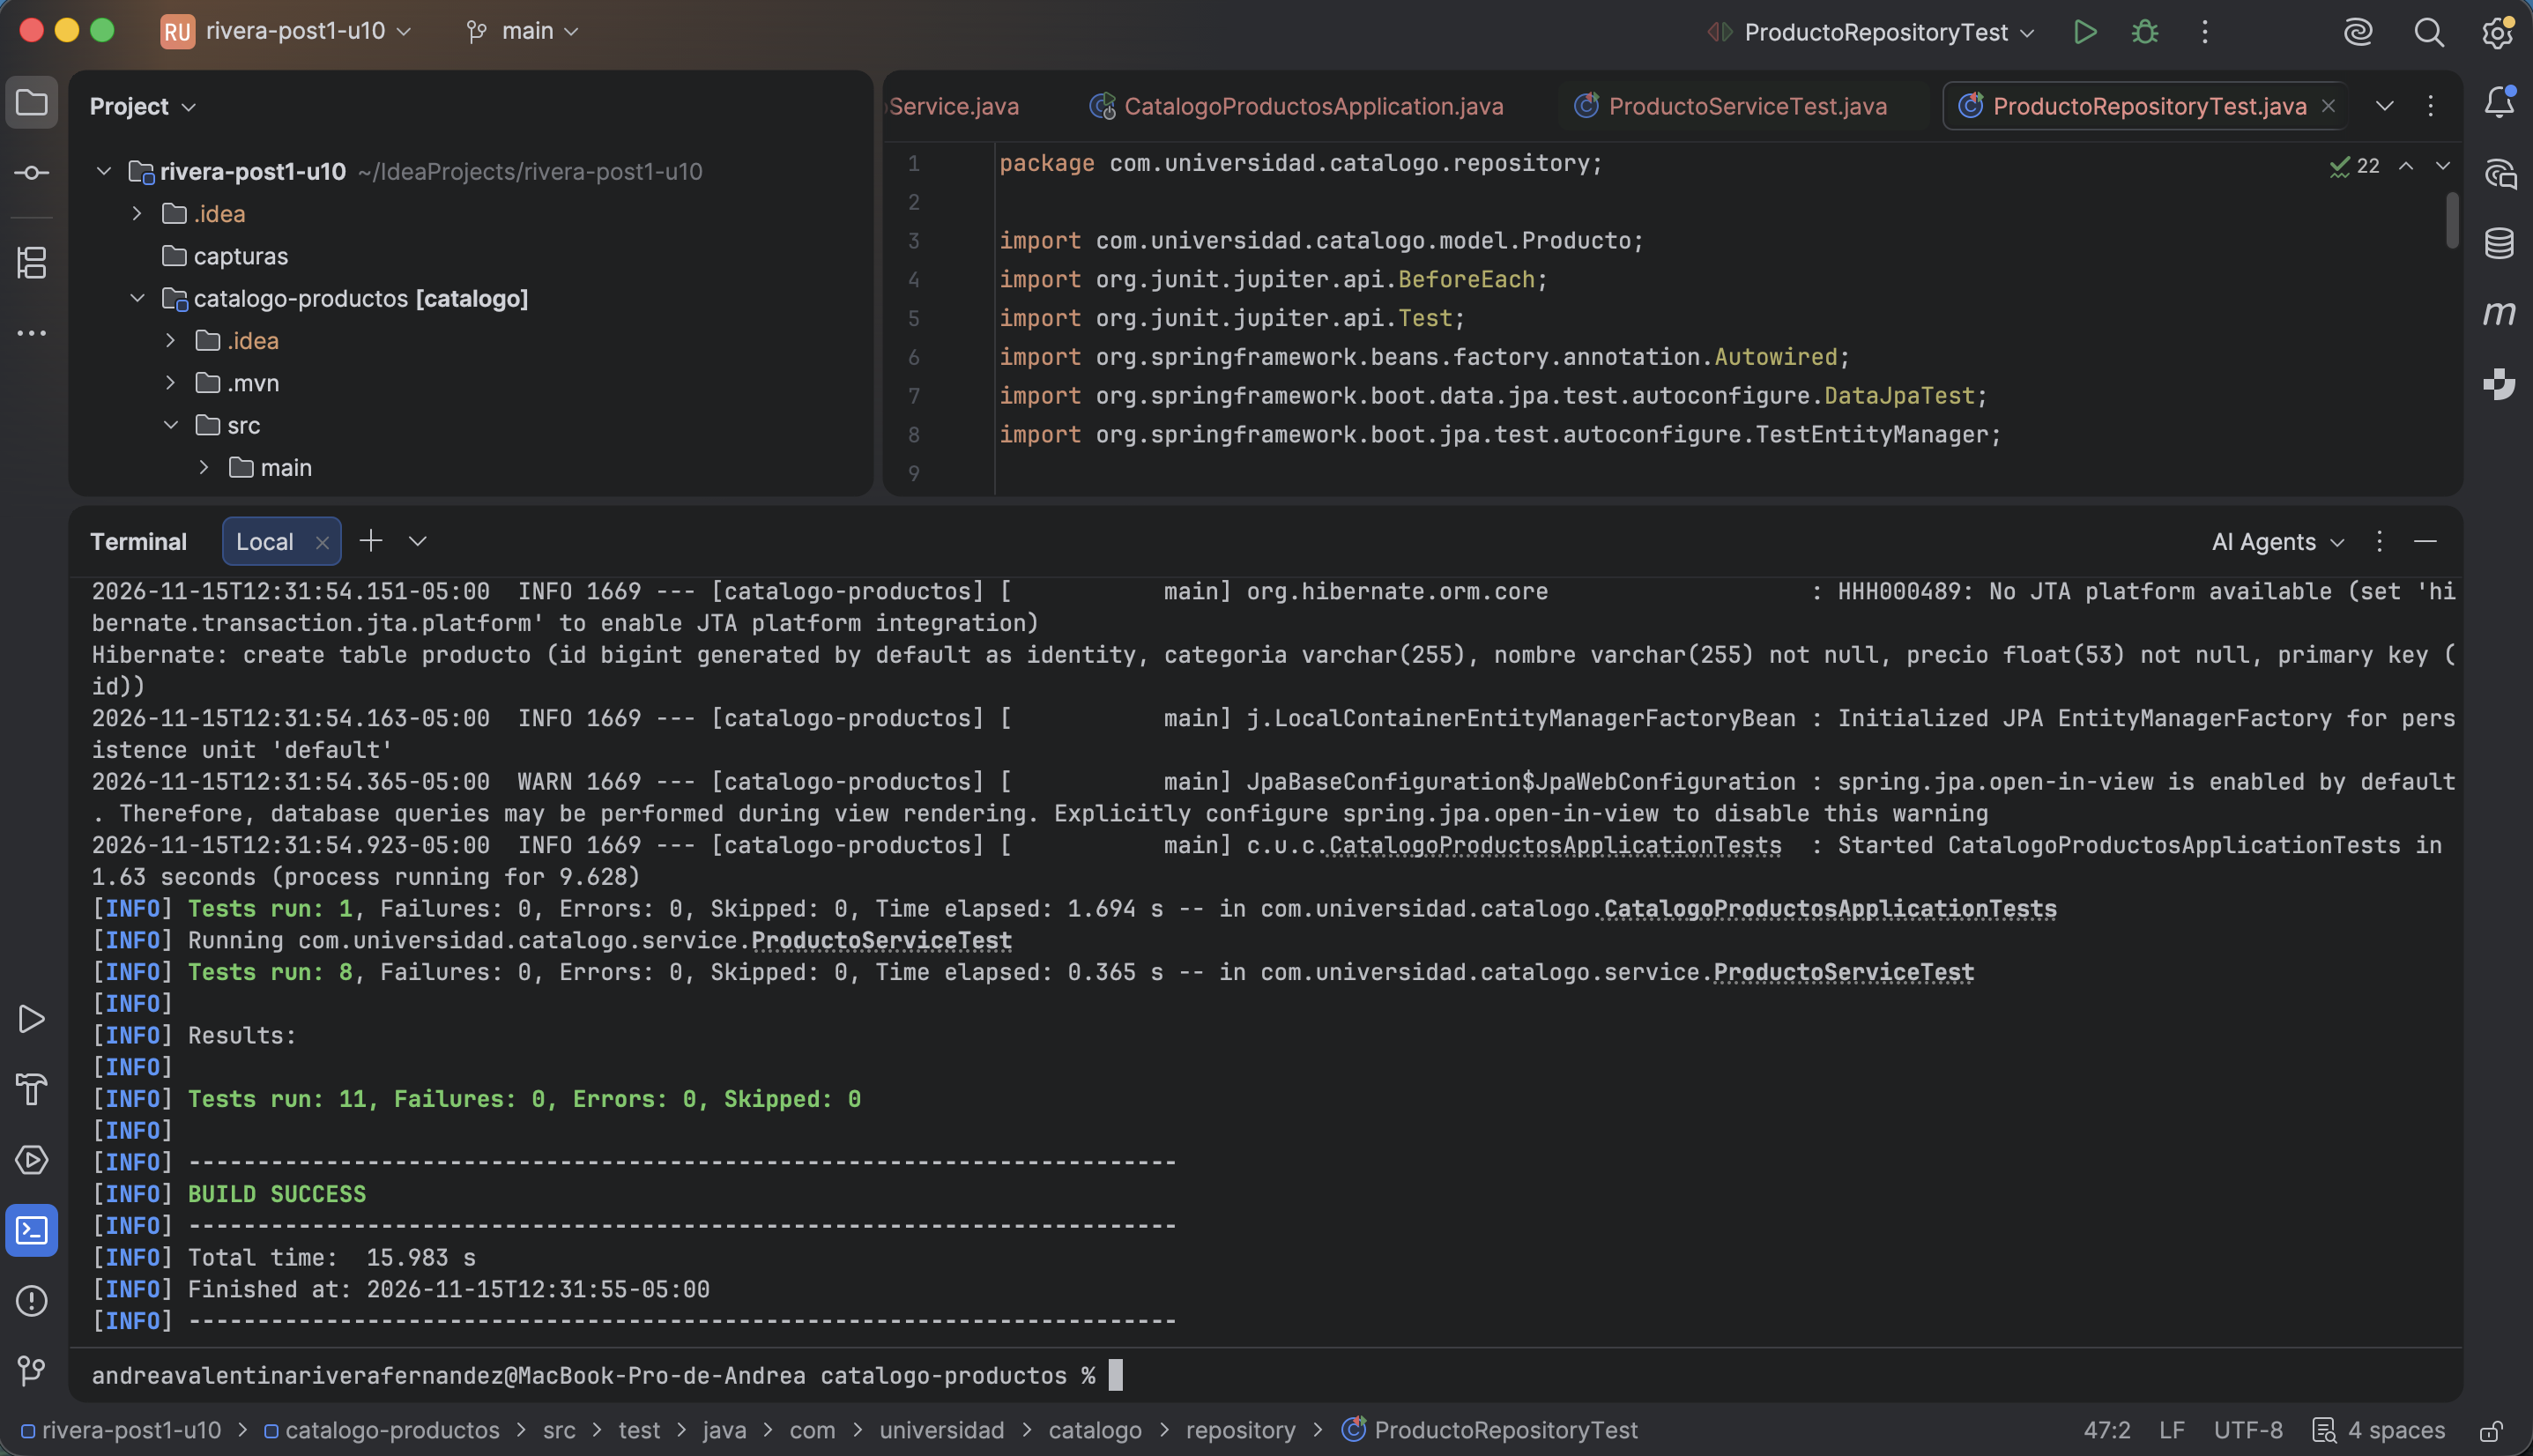 RU rivera-post1-u10 main ProductoRepositoryTest
Project
rivera-post1-u10 ~/IdeaProjects/rivera-post1-u10
.idea
capturas
catalogo-productos [catalogo]
.idea
.mvn
src
main
Service.java CatalogoProductosApplication.java ProductoServiceTest.java ProductoRepositoryTest.java
22
1 package com.universidad.catalogo.repository;
2
3 import com.universidad.catalogo.model.Producto;
4 import org.junit.jupiter.api.BeforeEach;
5 import org.junit.jupiter.api.Test;
6 import org.springframework.beans.factory.annotation.Autowired;
7 import org.springframework.boot.data.jpa.test.autoconfigure.DataJpaTest;
8 import org.springframework.boot.jpa.test.autoconfigure.TestEntityManager;
9
Terminal Local AI Agents
2026-11-15T12:31:54.151-05:00  INFO 1669 --- [catalogo-productos] [           main] org.hibernate.orm.core                   : HHH000489: No JTA platform available (set 'hi
bernate.transaction.jta.platform' to enable JTA platform integration)
Hibernate: create table producto (id bigint generated by default as identity, categoria varchar(255), nombre varchar(255) not null, precio float(53) not null, primary key (
id))
2026-11-15T12:31:54.163-05:00  INFO 1669 --- [catalogo-productos] [           main] j.LocalContainerEntityManagerFactoryBean : Initialized JPA EntityManagerFactory for pers
istence unit 'default'
2026-11-15T12:31:54.365-05:00  WARN 1669 --- [catalogo-productos] [           main] JpaBaseConfiguration$JpaWebConfiguration : spring.jpa.open-in-view is enabled by default
. Therefore, database queries may be performed during view rendering. Explicitly configure spring.jpa.open-in-view to disable this warning
2026-11-15T12:31:54.923-05:00  INFO 1669 --- [catalogo-productos] [           main] c.u.c.CatalogoProductosApplicationTests  : Started CatalogoProductosApplicationTests in
1.63 seconds (process running for 9.628)
[INFO] Tests run: 1, Failures: 0, Errors: 0, Skipped: 0, Time elapsed: 1.694 s -- in com.universidad.catalogo.CatalogoProductosApplicationTests
[INFO] Running com.universidad.catalogo.service.ProductoServiceTest
[INFO] Tests run: 8, Failures: 0, Errors: 0, Skipped: 0, Time elapsed: 0.365 s -- in com.universidad.catalogo.service.ProductoServiceTest
[INFO]
[INFO] Results:
[INFO]
[INFO] Tests run: 11, Failures: 0, Errors: 0, Skipped: 0
[INFO]
[INFO] ------------------------------------------------------------------------
[INFO] BUILD SUCCESS
[INFO] ------------------------------------------------------------------------
[INFO] Total time:  15.983 s
[INFO] Finished at: 2026-11-15T12:31:55-05:00
[INFO] ------------------------------------------------------------------------
andreavalentinariverafernandez@MacBook-Pro-de-Andrea catalogo-productos %
rivera-post1-u10 > catalogo-productos > src > test > java > com > universidad > catalogo > repository > ProductoRepositoryTest 47:2 LF UTF-8 4 spaces